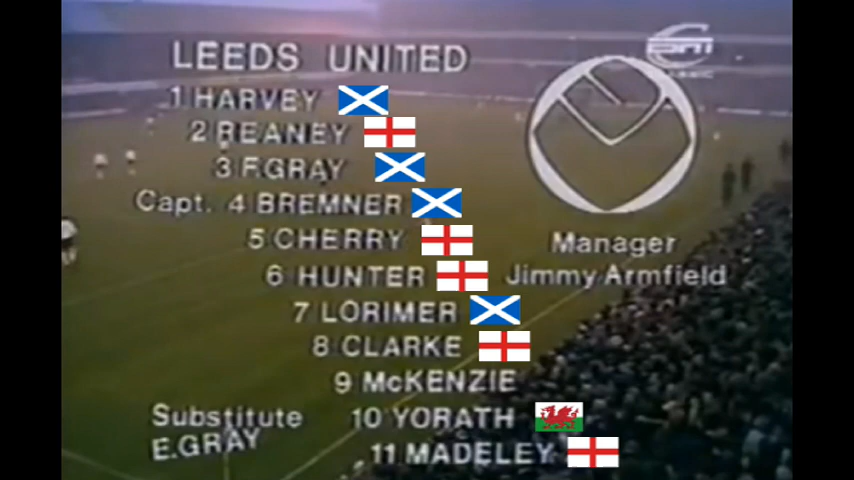 LEEDS UNITED
1 HARVEY
2 REANEY
3 F.GRAY
Capt. 4 BREMNER
5 CHERRY
6 HUNTER
7 LORIMER
8 CLARKE
9 McKENZIE
10 YORATH
11 MADELEY
Substitute
E.GRAY
Manager
Jimmy Armfield